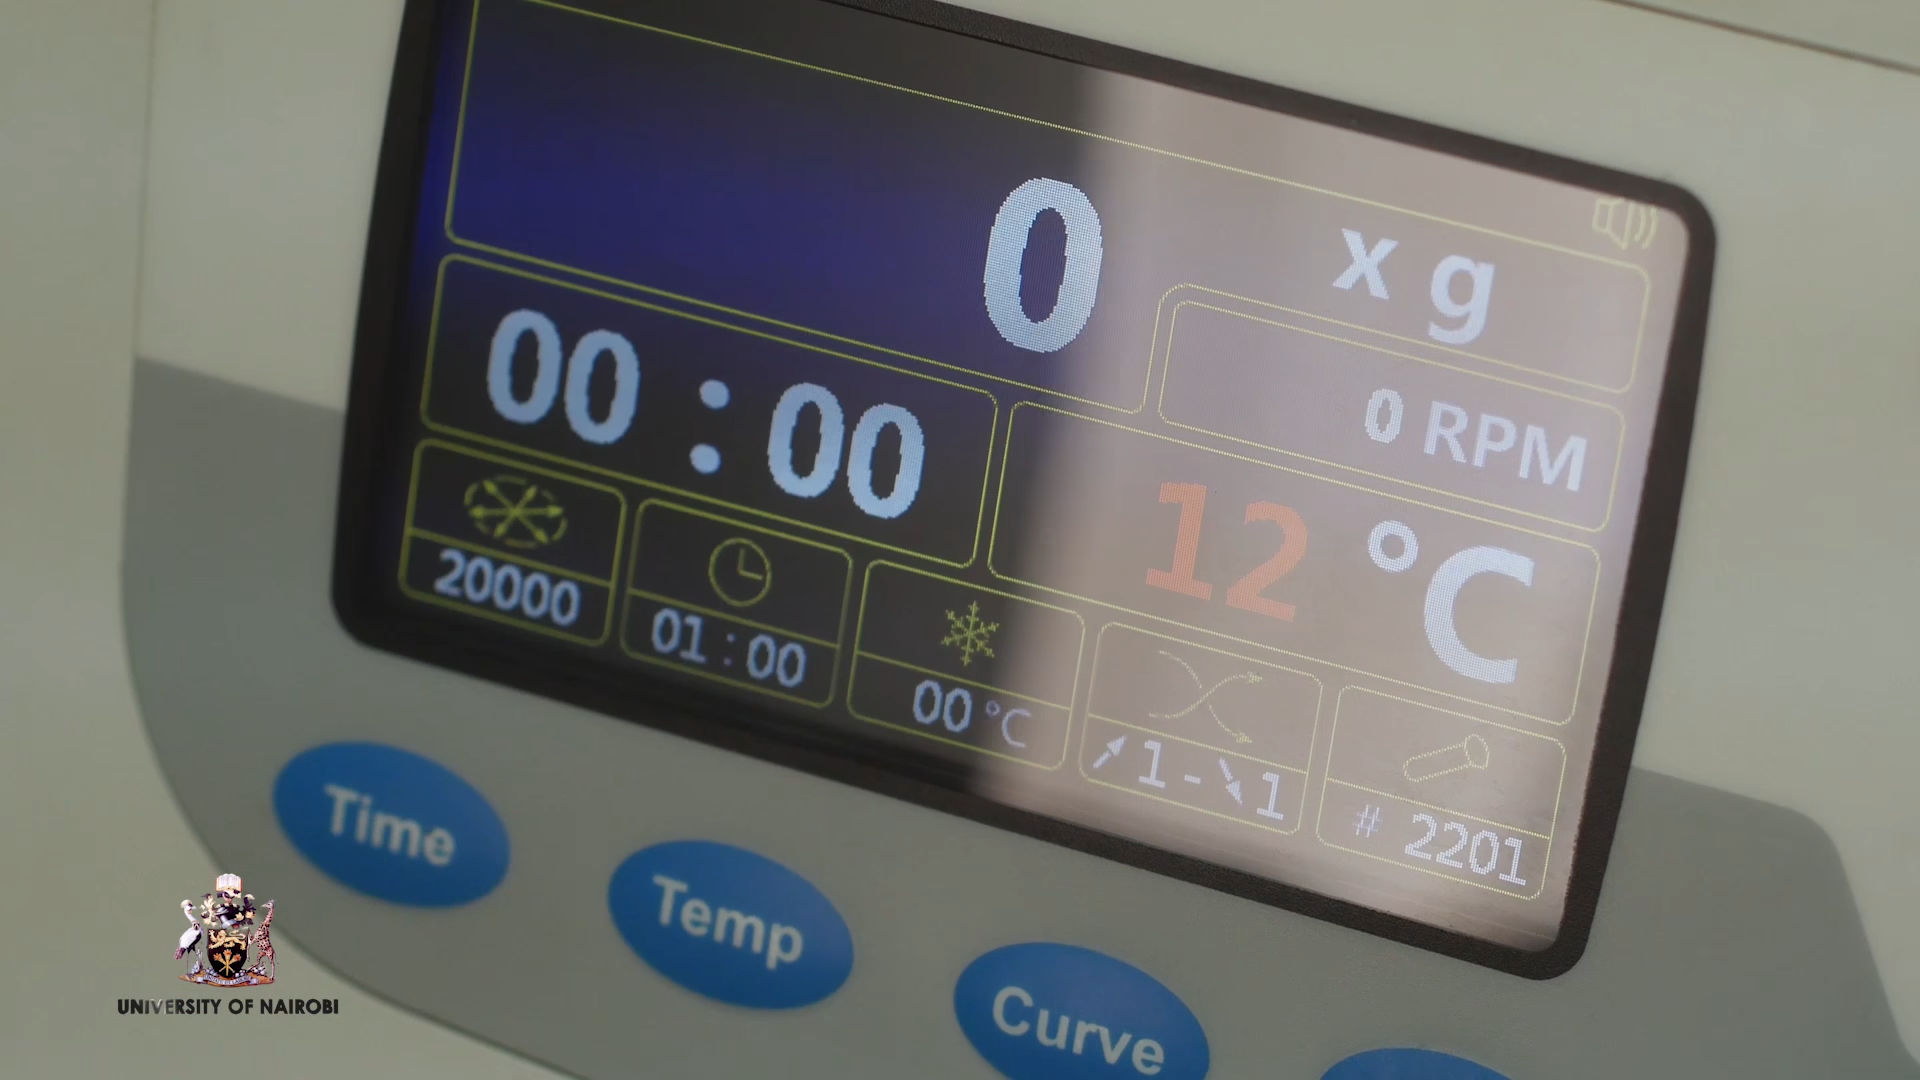 0 x g
0 RPM
00 : 00
12 °C
20000
01 : 00
00 °C
↗1-↘1
# 2201
Time
Temp
Curve
UNIVERSITY OF NAIROBI